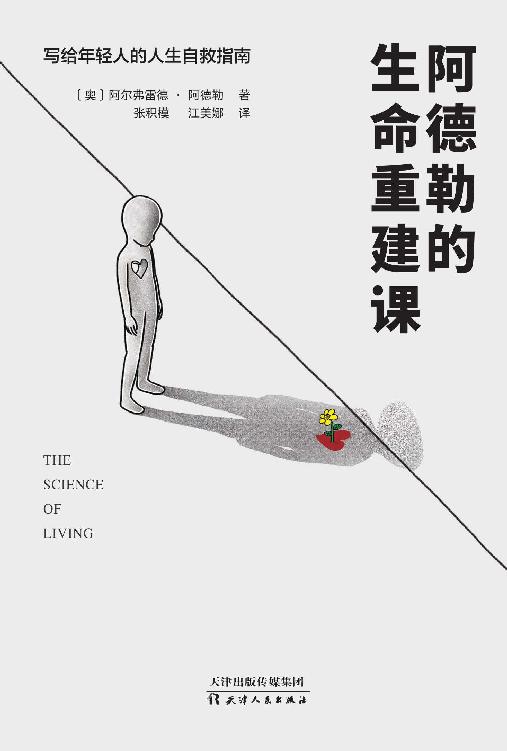 写给年轻人的人生自救指南
[奥]阿尔弗雷德·阿德勒 著
张积模 江美娜 译
阿德勒的
生命重建课
THE
SCIENCE
OF
LIVING
天津出版传媒集团
天津人民出版社